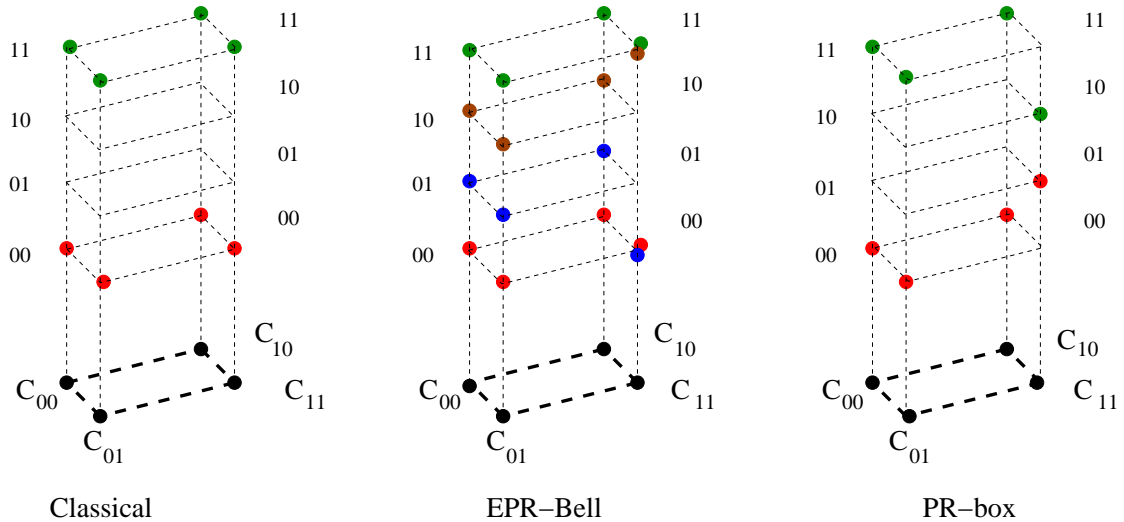 11 11 11
11 11 11
10 10 10
10 10 10
01 01 01
01 01 01
00 00 00
00 00 00
C10 C10 C10
C00 C11 C00 C11 C00 C11
C01 C01 C01
Classical EPR−Bell PR−box